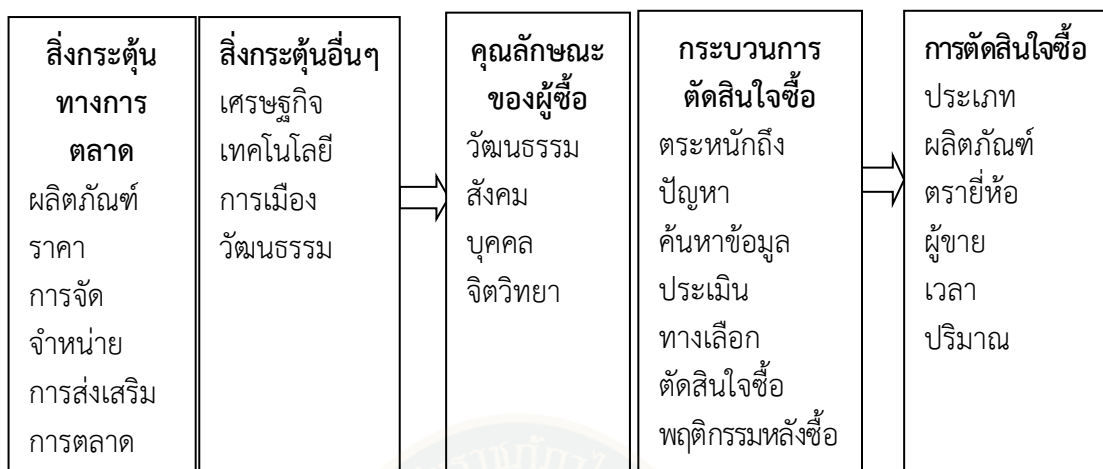 สิ่งกระตุ้น
ทางการ
ตลาด
ผลิตภัณฑ์
ราคา
การจัด
จำหน่าย
การส่งเสริม
การตลาด
สิ่งกระตุ้นอื่นๆ
เศรษฐกิจ
เทคโนโลยี
การเมือง
วัฒนธรรม
คุณลักษณะ
ของผู้ซื้อ
วัฒนธรรม
สังคม
บุคคล
จิตวิทยา
กระบวนการ
ตัดสินใจซื้อ
ตระหนักถึง
ปัญหา
ค้นหาข้อมูล
ประเมิน
ทางเลือก
ตัดสินใจซื้อ
พฤติกรรมหลังซื้อ
การตัดสินใจซื้อ
ประเภท
ผลิตภัณฑ์
ตรายี่ห้อ
ผู้ขาย
เวลา
ปริมาณ